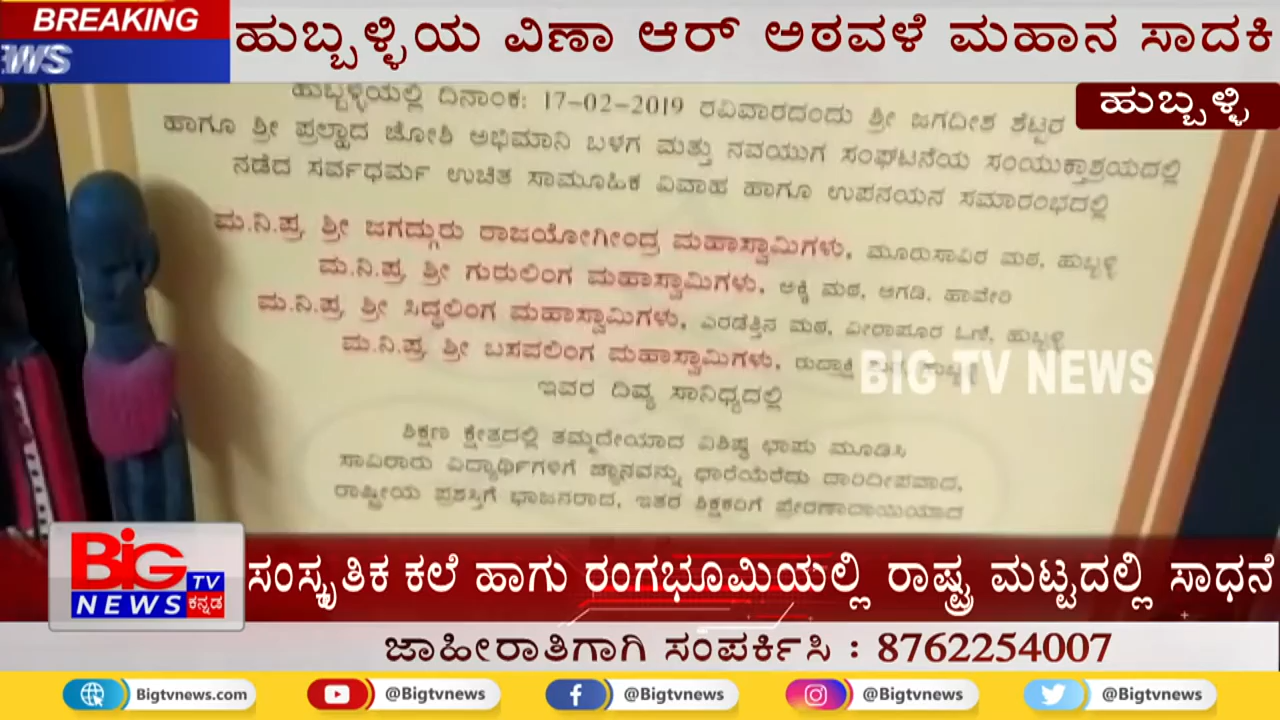 BREAKING
NEWS
ಹುಬ್ಬಳ್ಳಿಯ ವಿಣಾ ಆರ್ ಅಠವಳೆ ಮಹಾನ ಸಾದಕಿ
ಹುಬ್ಬಳ್ಳಿ
ಹುಬ್ಬಳ್ಳಿಯಲ್ಲಿ ದಿನಾಂಕ: 17-02-2019 ರವಿವಾರದಂದು ಶ್ರೀ ಜಗದೀಶ ಶೆಟ್ಟರ
ಹಾಗೂ ಶ್ರೀ ಪ್ರಲ್ಹಾದ ಜೋಶಿ ಅಭಿಮಾನಿ ಬಳಗ ಮತ್ತು ನವಯುಗ ಸಂಘಟನೆಯ ಸಂಯುಕ್ತಾಶ್ರಯದಲ್ಲಿ
ನಡೆದ ಸರ್ವಧರ್ಮ ಉಚಿತ ಸಾಮೂಹಿಕ ವಿವಾಹ ಹಾಗೂ ಉಪನಯನ ಸಮಾರಂಭದಲ್ಲಿ
ಮ.ನಿ.ಪ್ರ ಶ್ರೀ ಜಗದ್ಗುರು ರಾಜಯೋಗೀಂದ್ರ ಮಹಾಸ್ವಾಮಿಗಳು, ಮೂರುಸಾವಿರ ಮಠ, ಹುಬ್ಬಳ್ಳಿ
ಮ.ನಿ.ಪ್ರ ಶ್ರೀ ಗುರುಲಿಂಗ ಮಹಾಸ್ವಾಮಿಗಳು, ಅಕ್ಕಿ ಮಠ, ಅಗಡಿ, ಹಾವೇರಿ
ಮ.ನಿ.ಪ್ರ ಶ್ರೀ ಸಿದ್ಧಲಿಂಗ ಮಹಾಸ್ವಾಮಿಗಳು, ಎರಡೆತ್ತಿನ ಮಠ, ವೀರಾಪೂರ ಓಣಿ, ಹುಬ್ಬಳ್ಳಿ
ಮ.ನಿ.ಪ್ರ ಶ್ರೀ ಬಸವಲಿಂಗ ಮಹಾಸ್ವಾಮಿಗಳು, ರುದ್ರಾಕ್ಷಿ
BIG TV NEWS
ಇವರ ದಿವ್ಯ ಸಾನಿಧ್ಯದಲ್ಲಿ
ಶಿಕ್ಷಣ ಕ್ಷೇತ್ರದಲ್ಲಿ ತಮ್ಮದೇಯಾದ ವಿಶಿಷ್ಠ ಛಾಪು ಮೂಡಿಸಿ
ಸಾವಿರಾರು ವಿದ್ಯಾರ್ಥಿಗಳಿಗೆ ಜ್ಞಾನವನ್ನು ಧಾರೆಯೆರೆದು ದಾರಿದೀಪವಾದ,
ರಾಷ್ಟ್ರೀಯ ಪ್ರಶಸ್ತಿಗೆ ಭಾಜನರಾದ, ಇತರ ಶಿಕ್ಷಕರಿಗೆ ಪ್ರೇರಣಾದಾಯಯಾದ
BIG TV NEWS ಕನ್ನಡ
ಸಂಸ್ಕೃತಿಕ ಕಲೆ ಹಾಗು ರಂಗಭೂಮಿಯಲ್ಲಿ ರಾಷ್ಟ್ರ ಮಟ್ಟದಲ್ಲಿ ಸಾಧನೆ
ಜಾಹೀರಾತಿಗಾಗಿ ಸಂಪರ್ಕಿಸಿ : 8762254007
Bigtvnews.com @Bigtvnews @Bigtvnews @Bigtvnews @Bigtvnews